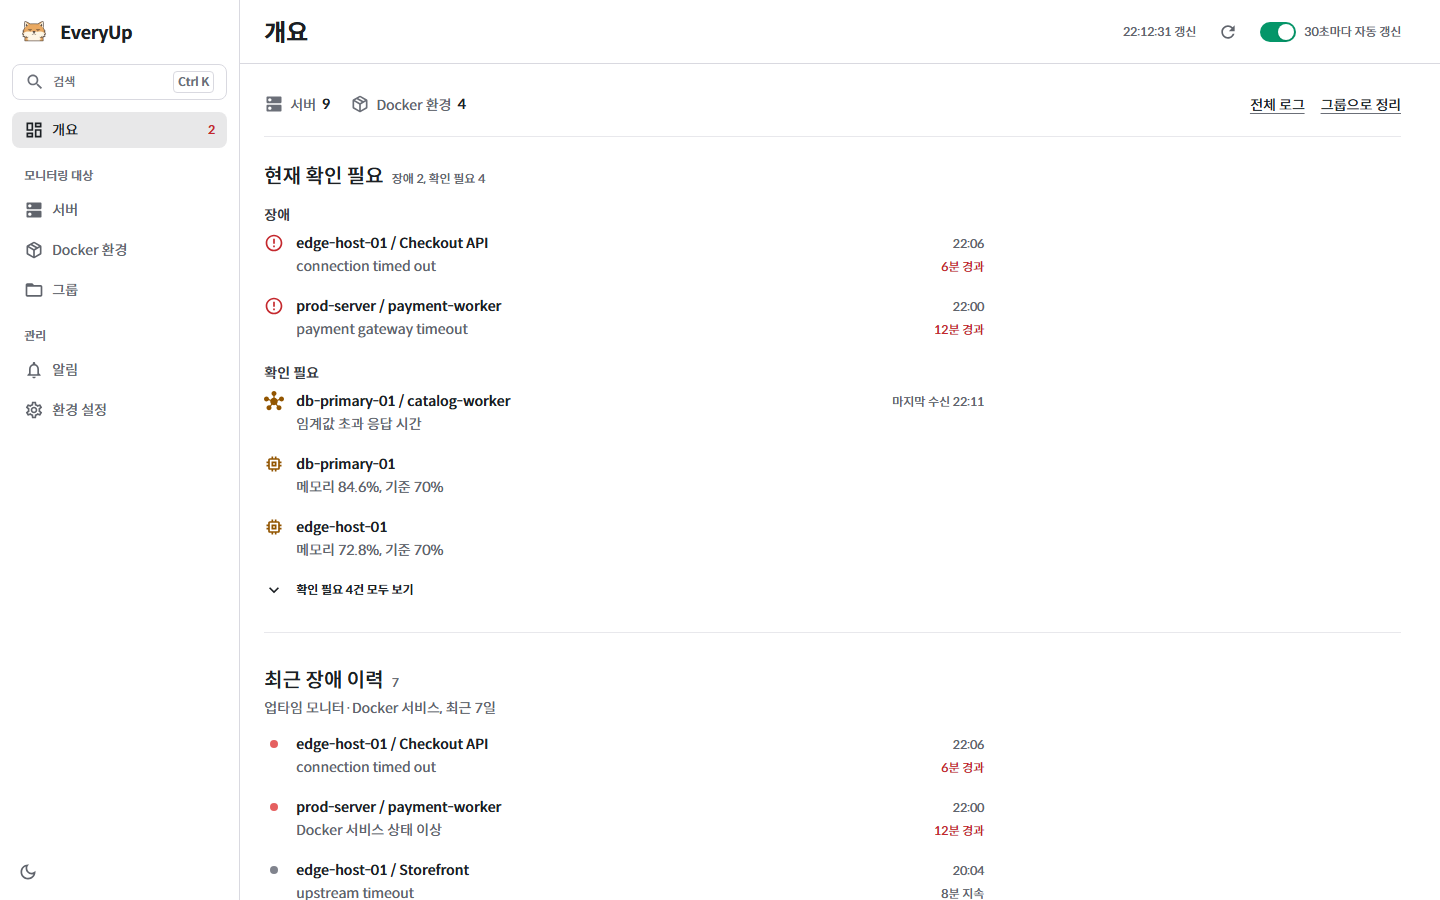 EveryUp
검색
Ctrl K
개요
2
모니터링 대상
서버
Docker 환경
그룹
관리
알림
환경 설정
개요
22:12:31 갱신
30초마다 자동 갱신
서버 9
Docker 환경 4
전체 로그
그룹으로 정리
현재 확인 필요 장애 2, 확인 필요 4
장애
edge-host-01 / Checkout API
22:06
connection timed out
6분 경과
prod-server / payment-worker
22:00
payment gateway timeout
12분 경과
확인 필요
db-primary-01 / catalog-worker
마지막 수신 22:11
임계값 초과 응답 시간
db-primary-01
메모리 84.6%, 기준 70%
edge-host-01
메모리 72.8%, 기준 70%
확인 필요 4건 모두 보기
최근 장애 이력 7
업타임 모니터 · Docker 서비스, 최근 7일
edge-host-01 / Checkout API
22:06
connection timed out
6분 경과
prod-server / payment-worker
22:00
Docker 서비스 상태 이상
12분 경과
edge-host-01 / Storefront
20:04
upstream timeout
8분 지속